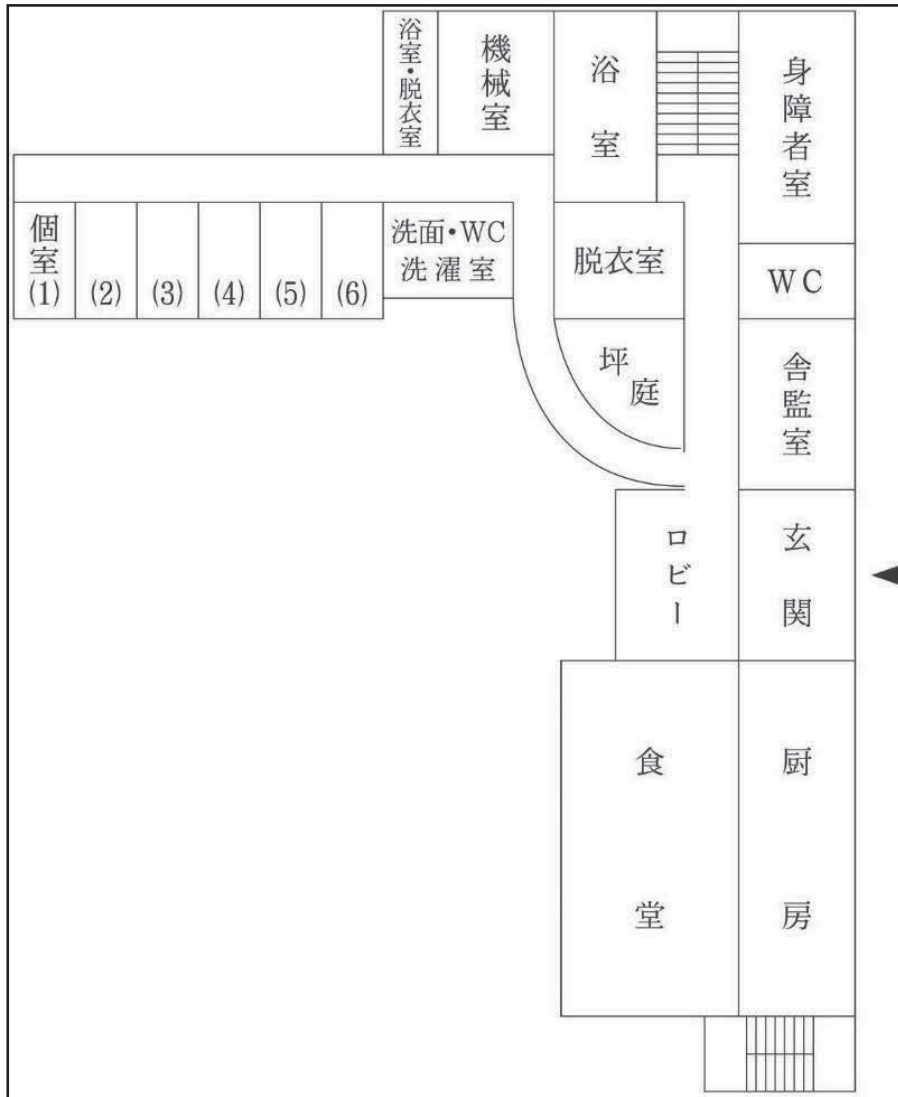 浴室・脱衣室
機械室
浴室
身障者室
個室(1)
(2)
(3)
(4)
(5)
(6)
洗面・WC
洗濯室
脱衣室
WC
坪庭
舎監室
ロビー
玄関
食堂
厨房